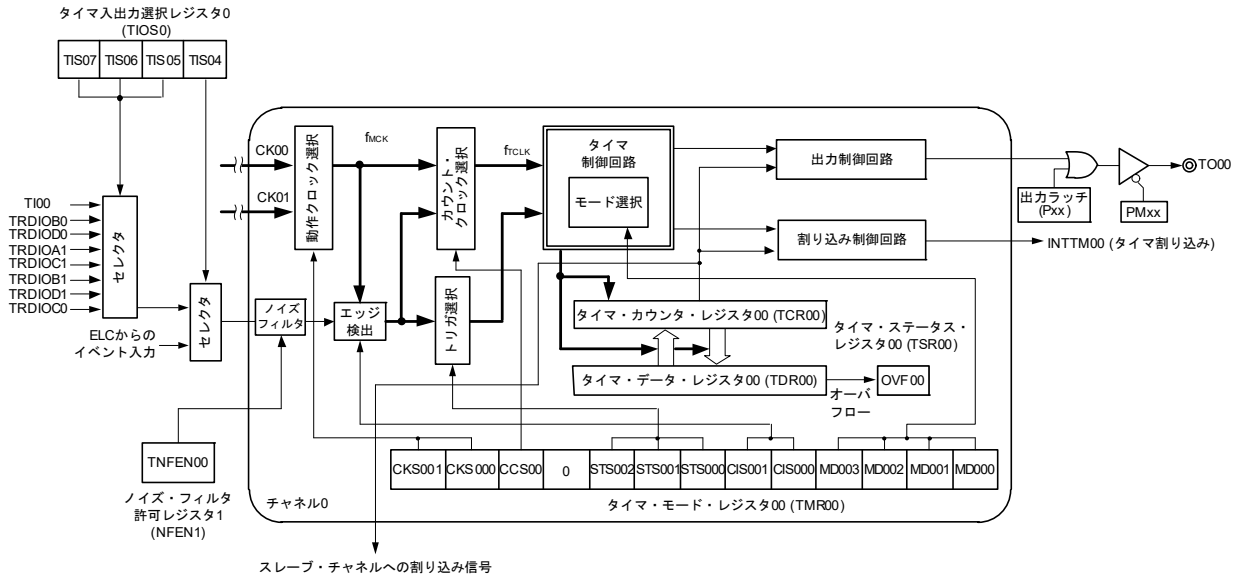 タイマ入出力選択レジスタ0
(TIOS0)
TIS07 TIS06 TIS05 TIS04
CK00
CK01
動作クロック選択
fMCK
カウント・
クロック選択
fTCLK
タイマ
制御回路
モード選択
出力制御回路
割り込み制御回路
出力ラッチ
(Pxx)
PMxx
TO00
INTTM00 (タイマ割り込み)
TI00
TRDIOB0
TRDIOD0
TRDIOA1
TRDIOC1
TRDIOB1
TRDIOD1
TRDIOC0
セレクタ
ELCからの
イベント入力
セレクタ
ノイズ
フィルタ
エッジ
検出
トリガ選択
タイマ・カウンタ・レジスタ00 (TCR00)
タイマ・ステータス・
レジスタ00 (TSR00)
タイマ・データ・レジスタ00 (TDR00)
OVF00
オーバ
フロー
TNFEN00
ノイズ・フィルタ
許可レジスタ1
(NFEN1)
CKS001 CKS000 CCS00 0 STS002 STS001 STS000 CIS001 CIS000 MD003 MD002 MD001 MD000
チャネル0
タイマ・モード・レジスタ00 (TMR00)
スレーブ・チャネルへの割り込み信号